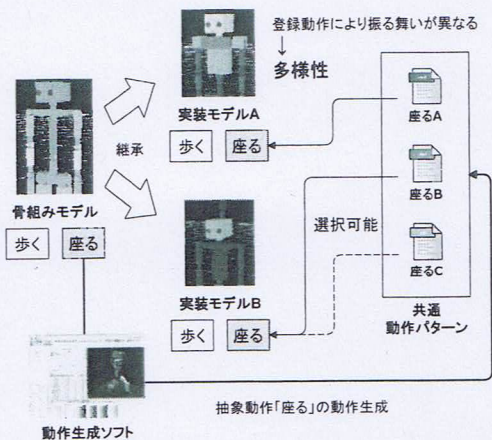 登録動作により振る舞いが異なる
多様性
実装モデルA
歩く 座る
継承
骨組みモデル
歩く 座る
実装モデルB
歩く 座る
座るA
座るB
座るC
選択可能
共通
動作パターン
抽象動作「座る」の動作生成
動作生成ソフト